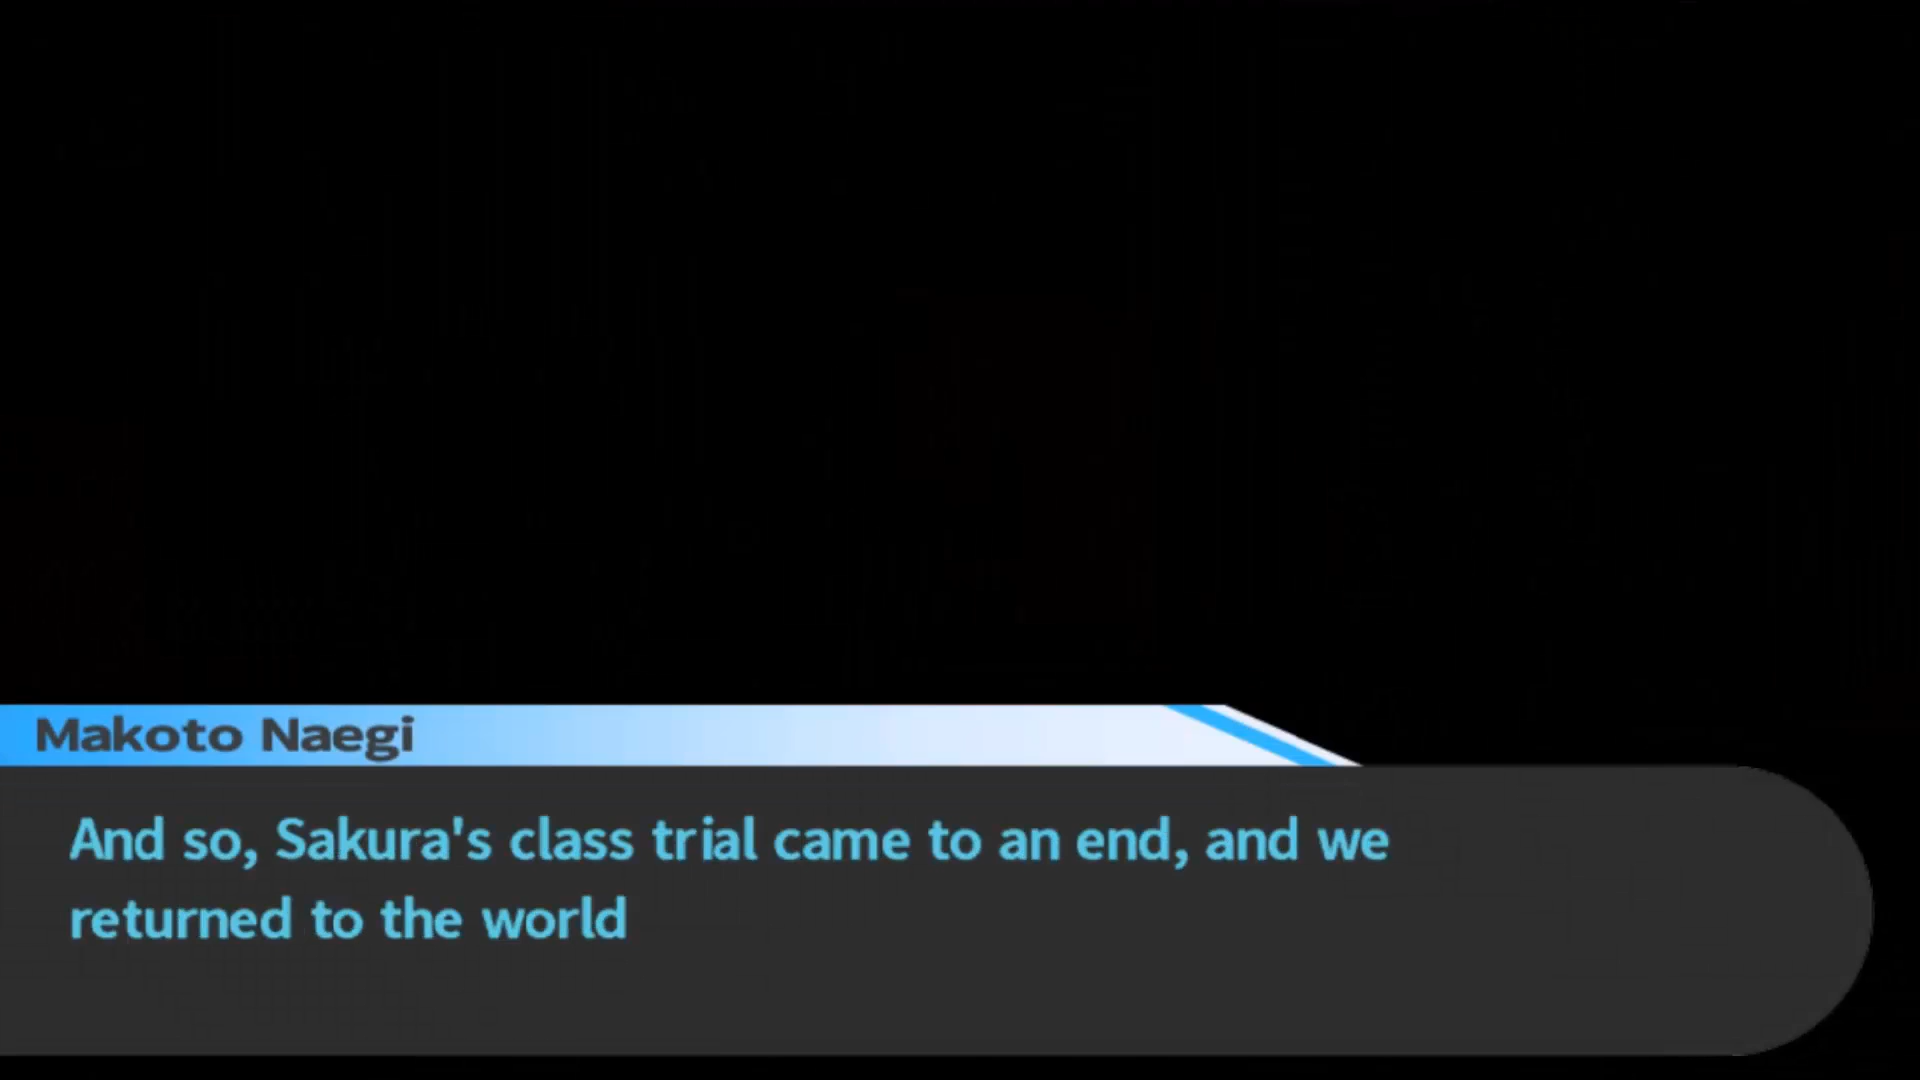 Makoto Naegi
And so, Sakura's class trial came to an end, and we
returned to the world